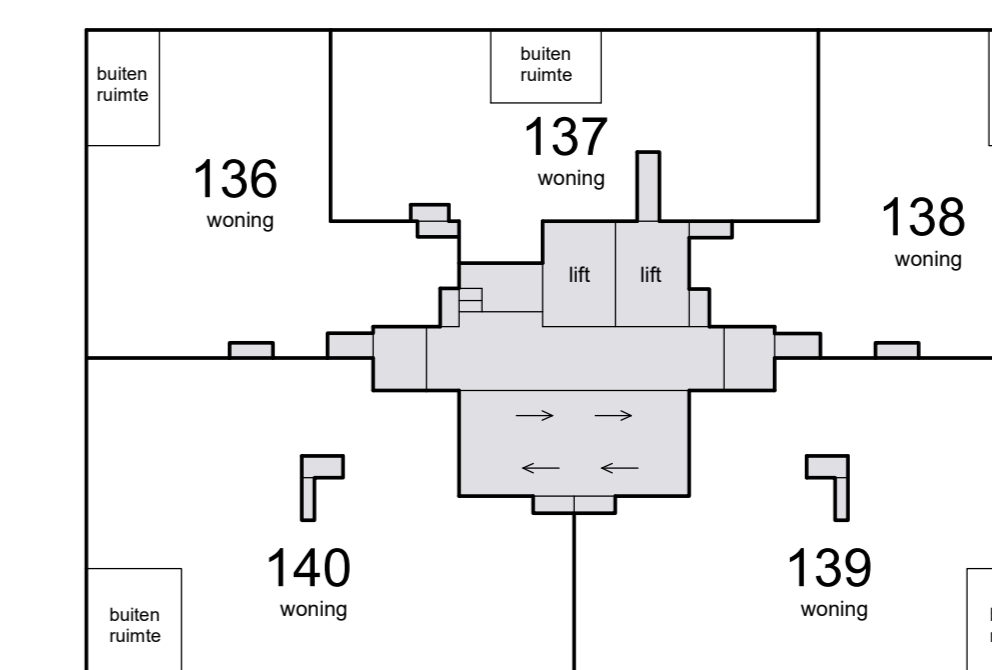 buiten
ruimte
buiten
ruimte
137
woning
136
woning
138
woning
lift
lift
140
woning
139
woning
buiten
ruimte